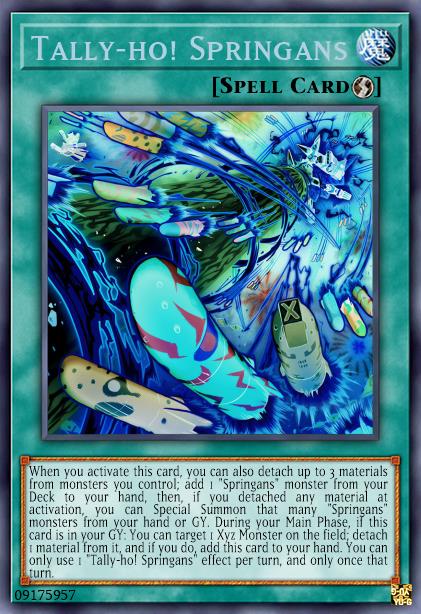 Tally-ho! Springans
魔
[Spell Card]
X
When you activate this card, you can also detach up to 3 materials
from monsters you control; add 1 "Springans" monster from your
Deck to your hand, then, if you detached any material at
activation, you can Special Summon that many "Springans"
monsters from your hand or GY. During your Main Phase, if this
card is in your GY: You can target 1 Xyz Monster on the field; detach
1 material from it, and if you do, add this card to your hand. You can
only use 1 "Tally-ho! Springans" effect per turn, and only once that
turn.
09175957